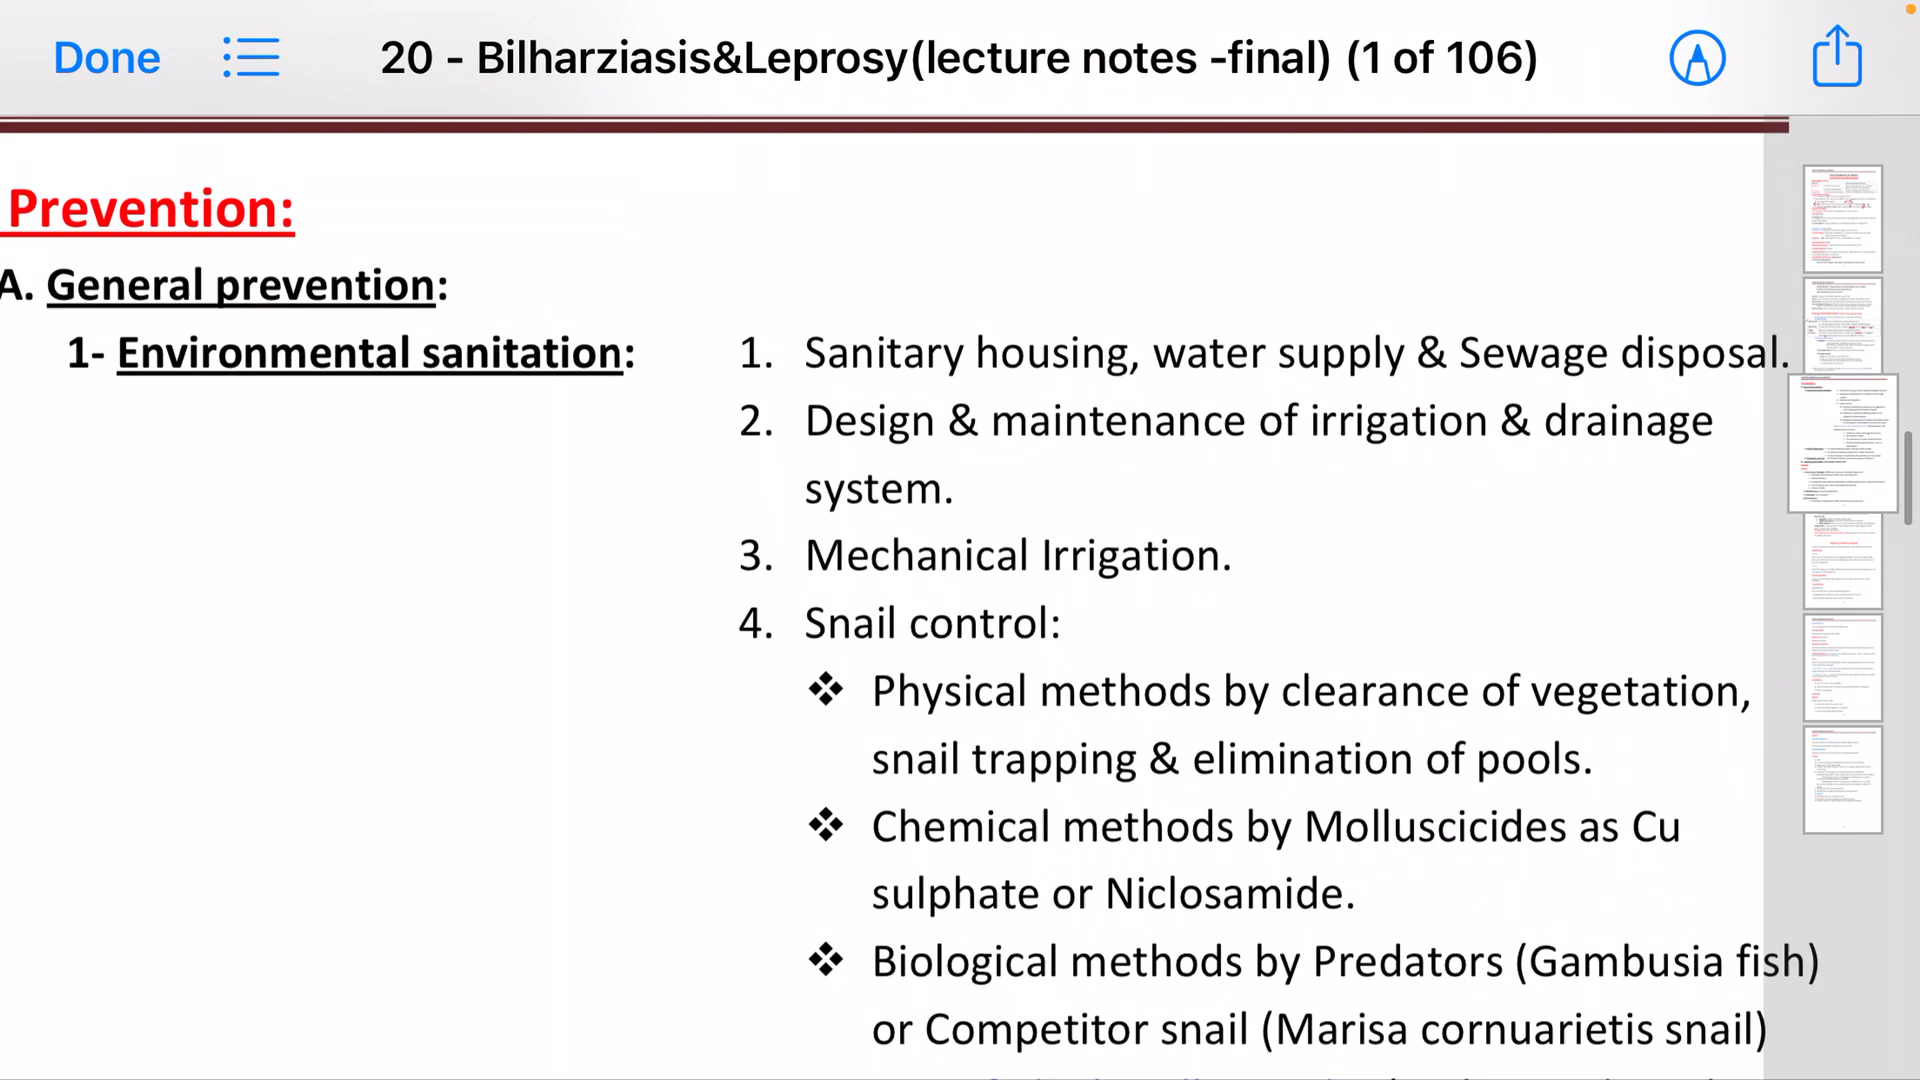 Done
20 - Bilharziasis&Leprosy(lecture notes -final) (1 of 106)
Prevention:
A. General prevention:
1- Environmental sanitation:
1. Sanitary housing, water supply & Sewage disposal.
2. Design & maintenance of irrigation & drainage
system.
3. Mechanical Irrigation.
4. Snail control:
❖ Physical methods by clearance of vegetation,
snail trapping & elimination of pools.
❖ Chemical methods by Molluscicides as Cu
sulphate or Niclosamide.
❖ Biological methods by Predators (Gambusia fish)
or Competitor snail (Marisa cornuarietis snail)